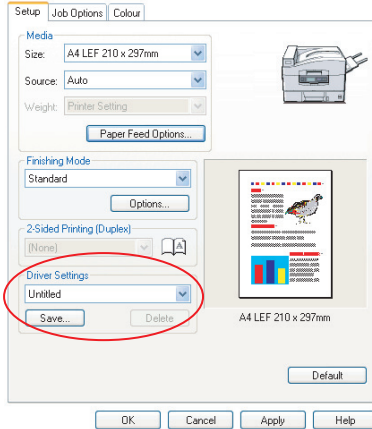 Setup Job Options Colour
Media
Size: A4 LEF 210 x 297mm
Source: Auto
Weight: Printer Setting
Paper Feed Options...
Finishing Mode
Standard
Options...
2-Sided Printing (Duplex)
(None)
A
Driver Settings
Untitled
Save... Delete
A4 LEF 210 x 297mm
Default
OK Cancel Apply Help